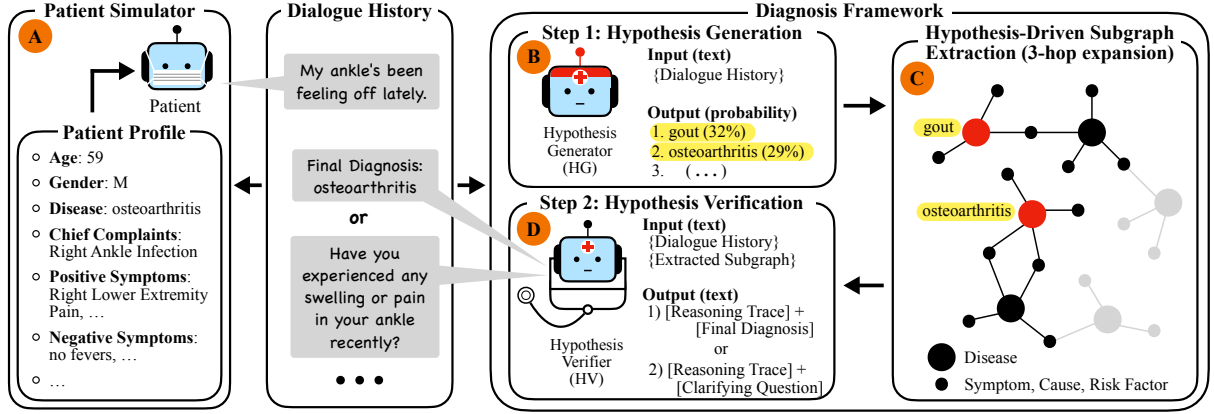 Patient Simulator
A
Patient
Patient Profile
Age: 59
Gender: M
Disease: osteoarthritis
Chief Complaints:
Right Ankle Infection
Positive Symptoms:
Right Lower Extremity
Pain, …
Negative Symptoms:
no fevers, …
…
Dialogue History
My ankle's been
feeling off lately.
Final Diagnosis:
osteoarthritis
or
Have you
experienced any
swelling or pain
in your ankle
recently?
Diagnosis Framework
Step 1: Hypothesis Generation
B
Hypothesis
Generator
(HG)
Input (text)
{Dialogue History}
Output (probability)
1. gout (32%)
2. osteoarthritis (29%)
3. (...)
Step 2: Hypothesis Verification
D
Hypothesis
Verifier
(HV)
Input (text)
{Dialogue History}
{Extracted Subgraph}
Output (text)
1) [Reasoning Trace] +
[Final Diagnosis]
or
2) [Reasoning Trace] +
[Clarifying Question]
Hypothesis-Driven Subgraph
Extraction (3-hop expansion)
C
gout
osteoarthritis
Disease
Symptom, Cause, Risk Factor